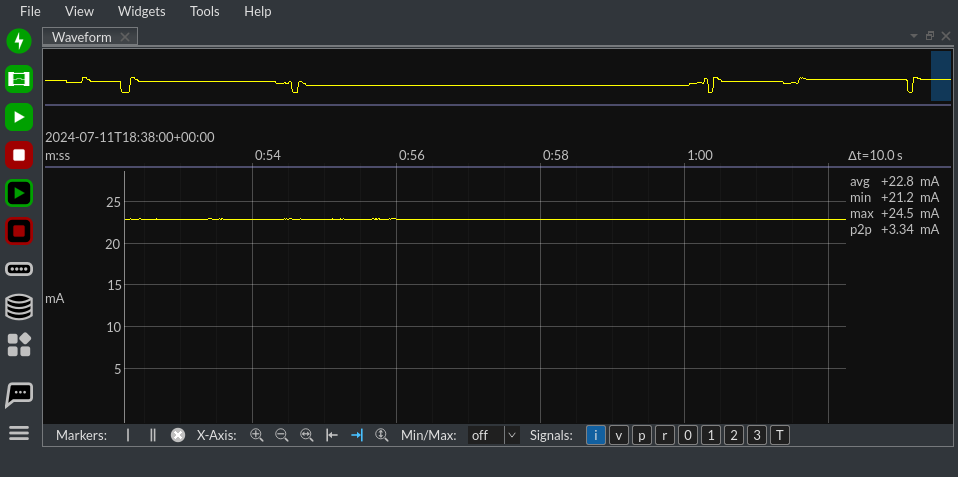 File View Widgets Tools Help
Waveform
2024-07-11T18:38:00+00:00
m:ss 0:54 0:56 0:58 1:00 Δt=10.0 s
avg +22.8 mA
min +21.2 mA
max +24.5 mA
p2p +3.34 mA
25
20
15
mA
10
5
Markers: X-Axis: Min/Max: off Signals: i v p r 0 1 2 3 T